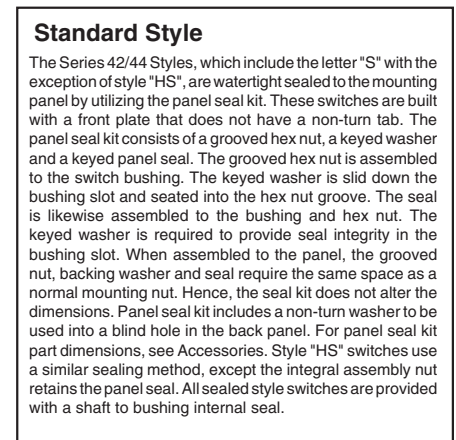 Standard Style
The Series 42/44 Styles, which include the letter "S" with the
exception of style "HS", are watertight sealed to the mounting
panel by utilizing the panel seal kit. These switches are built
with a front plate that does not have a non-turn tab. The
panel seal kit consists of a grooved hex nut, a keyed washer
and a keyed panel seal. The grooved hex nut is assembled
to the switch bushing. The keyed washer is slid down the
bushing slot and seated into the hex nut groove. The seal
is likewise assembled to the bushing and hex nut. The
keyed washer is required to provide seal integrity in the
bushing slot. When assembled to the panel, the grooved
nut, backing washer and seal require the same space as a
normal mounting nut. Hence, the seal kit does not alter the
dimensions. Panel seal kit includes a non-turn washer to be
used into a blind hole in the back panel. For panel seal kit
part dimensions, see Accessories. Style "HS" switches use
a similar sealing method, except the integral assembly nut
retains the panel seal. All sealed style switches are provided
with a shaft to bushing internal seal.